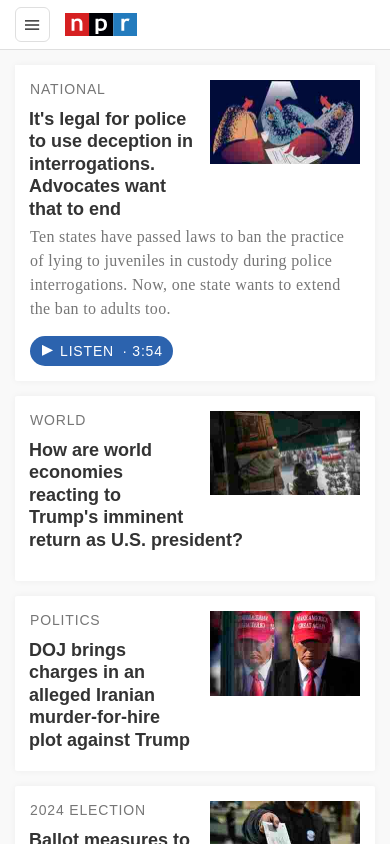 npr
NATIONAL
It's legal for police
to use deception in
interrogations.
Advocates want
that to end
Ten states have passed laws to ban the practice
of lying to juveniles in custody during police
interrogations. Now, one state wants to extend
the ban to adults too.
LISTEN · 3:54
WORLD
How are world
economies
reacting to
Trump's imminent
return as U.S. president?
POLITICS
DOJ brings
charges in an
alleged Iranian
murder-for-hire
plot against Trump
MAKE AMERICA
GREAT AGAIN
2024 ELECTION
Ballot measures to